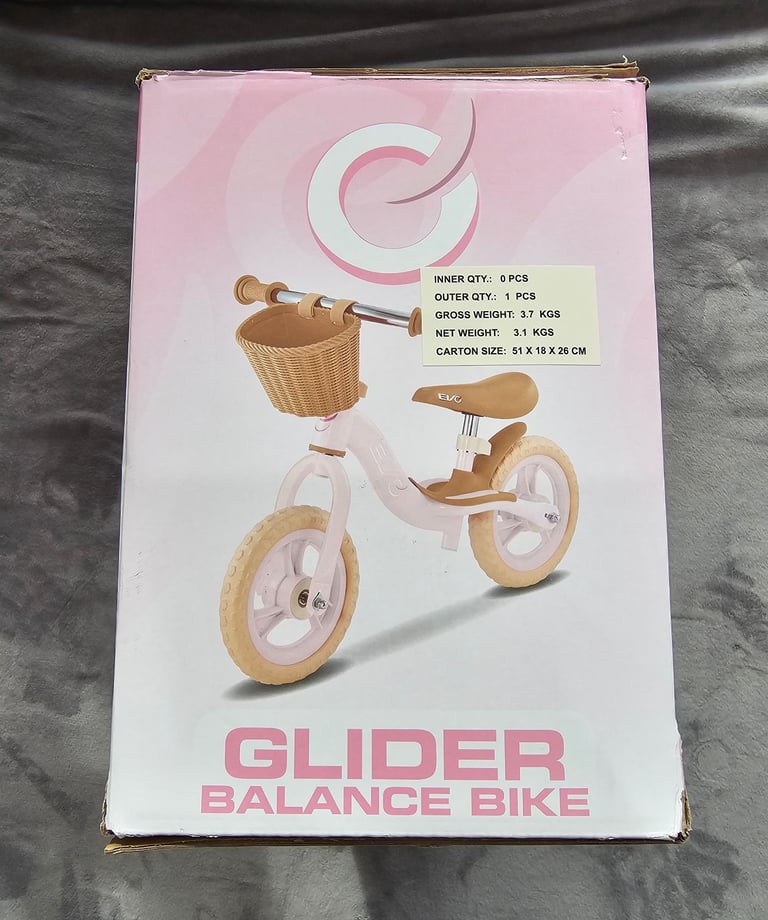 INNER QTY.: 0 PCS
OUTER QTY.: 1 PCS
GROSS WEIGHT: 3.7 KGS
NET WEIGHT: 3.1 KGS
CARTON SIZE: 51 X 18 X 26 CM
EVO
EVO
GLIDER
BALANCE BIKE